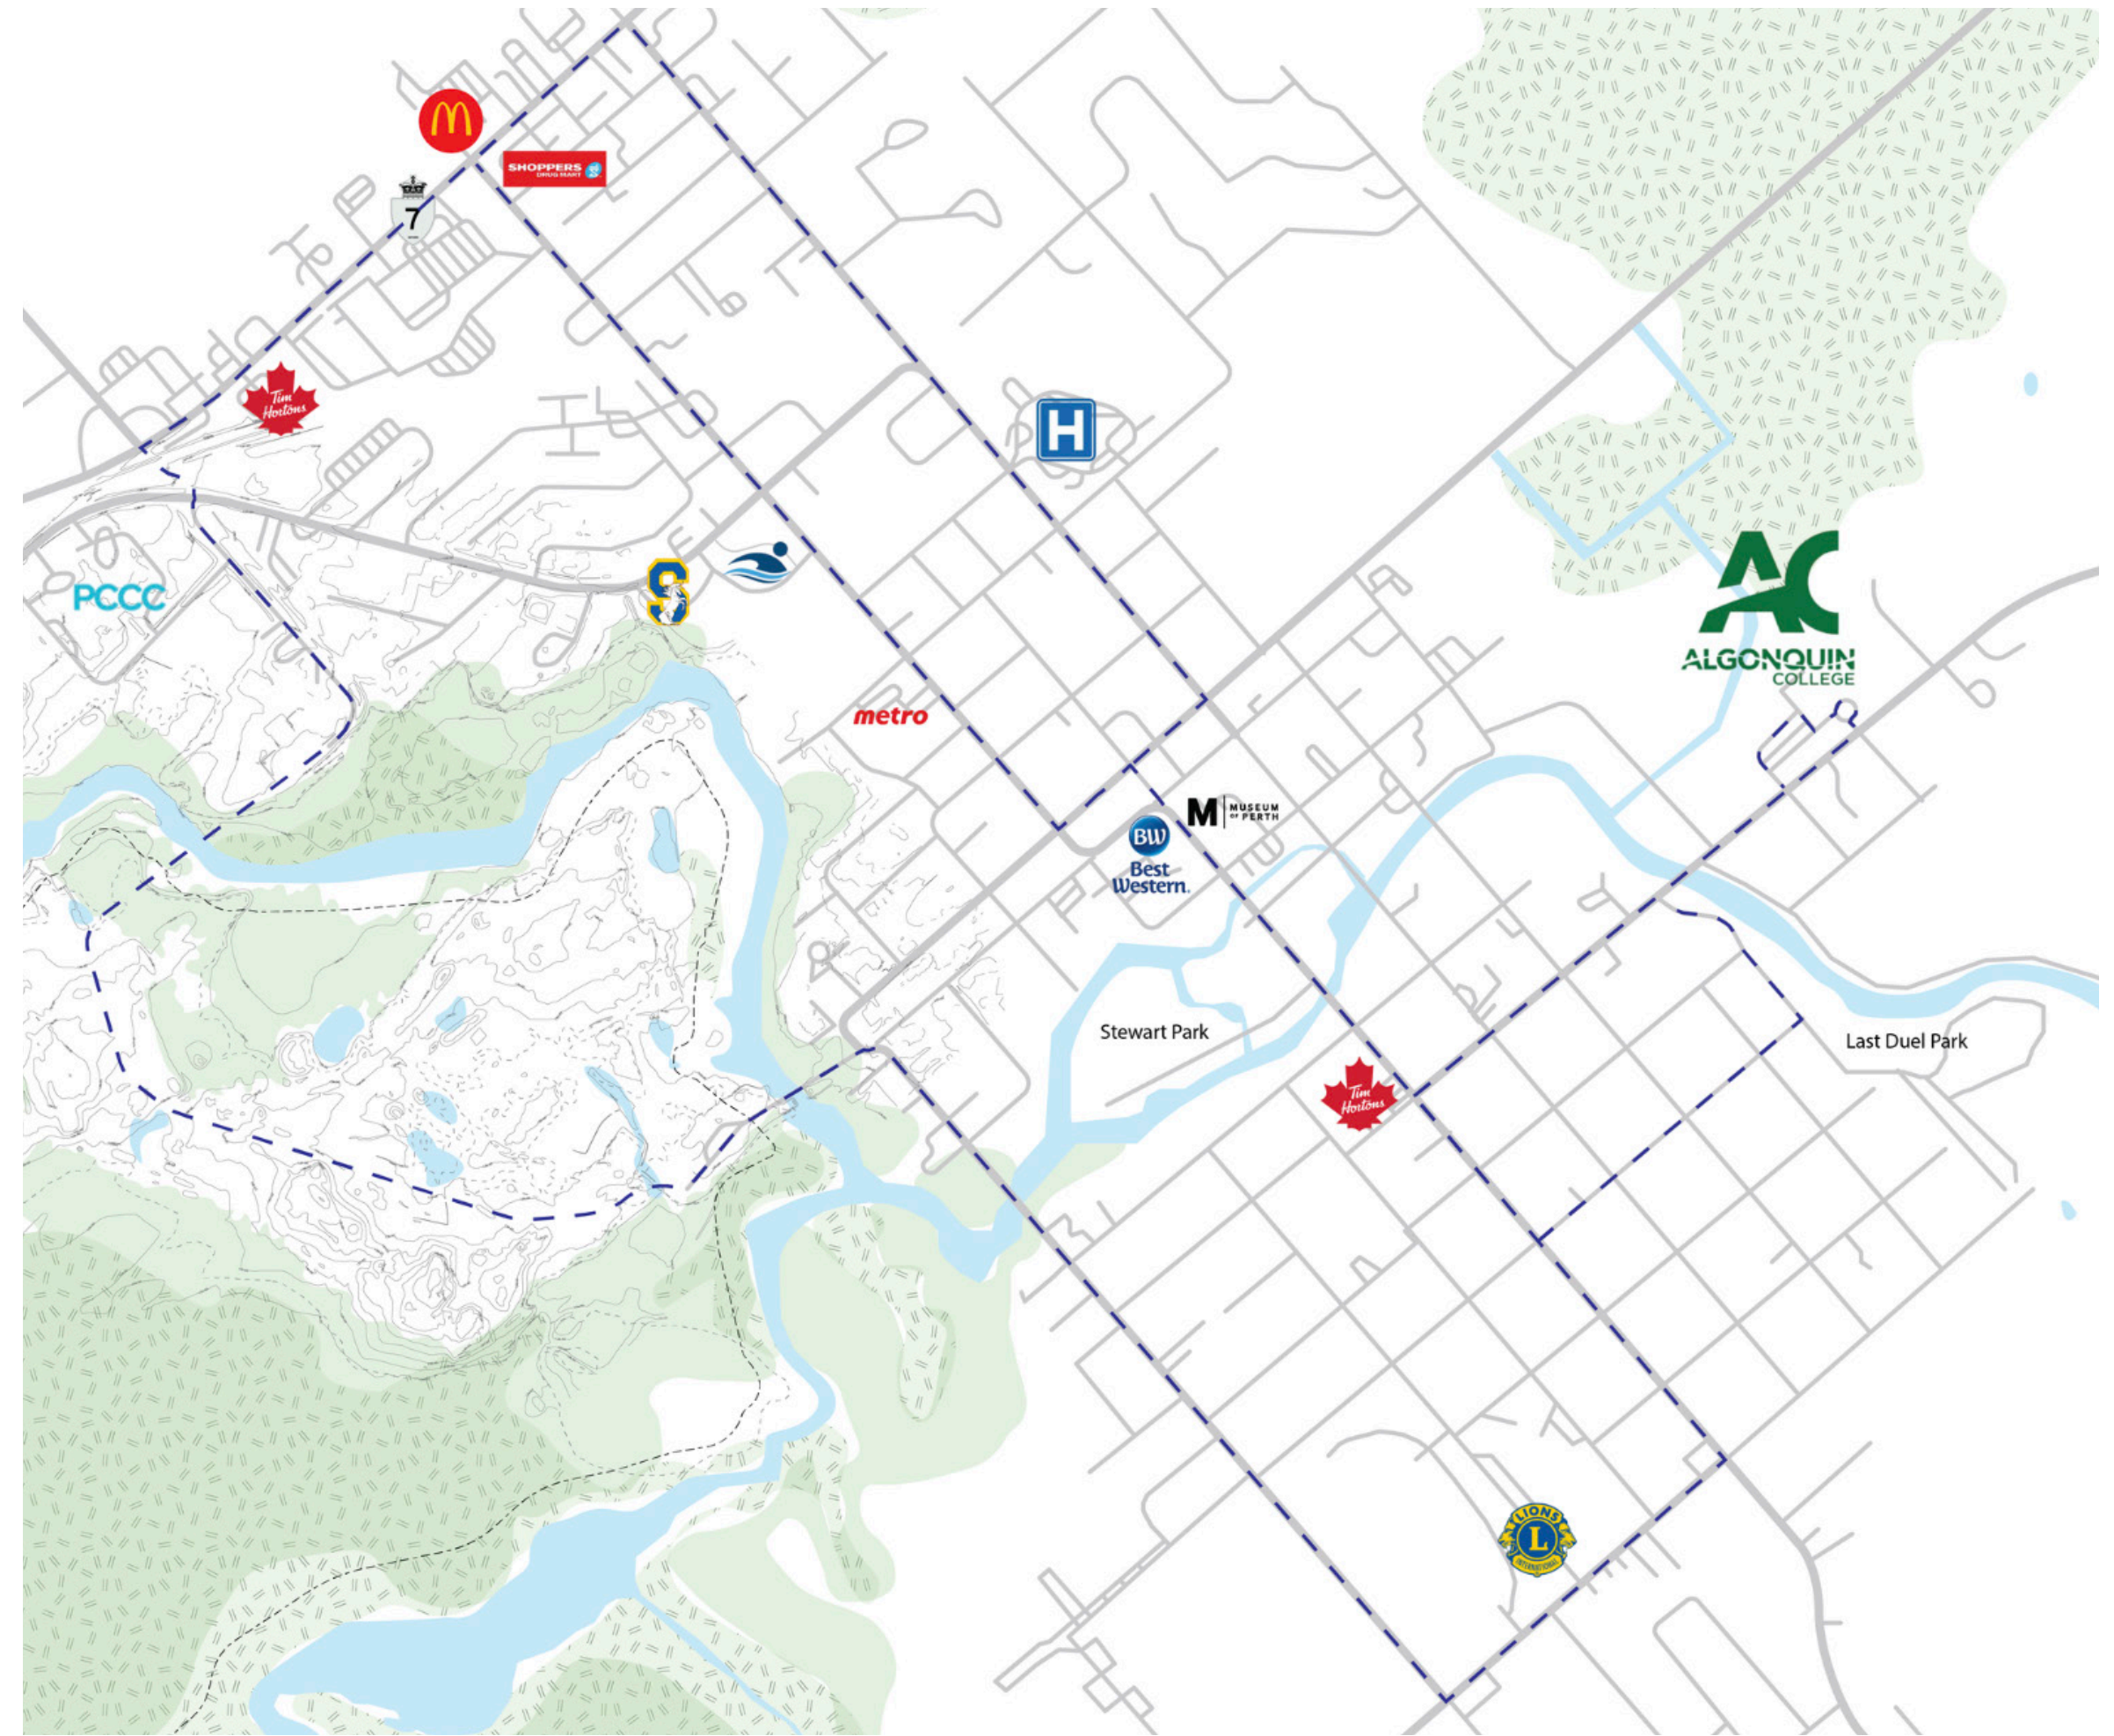 SHOPPERS
DRUG MART
7
Tim
Hortons
H
PCCC
S
ALGONQUIN
COLLEGE
metro
M MUSEUM
OF PERTH
BW
Best
Western.
Stewart Park
Last Duel Park
Tim
Hortons
LIONS
L
INTERNATIONAL